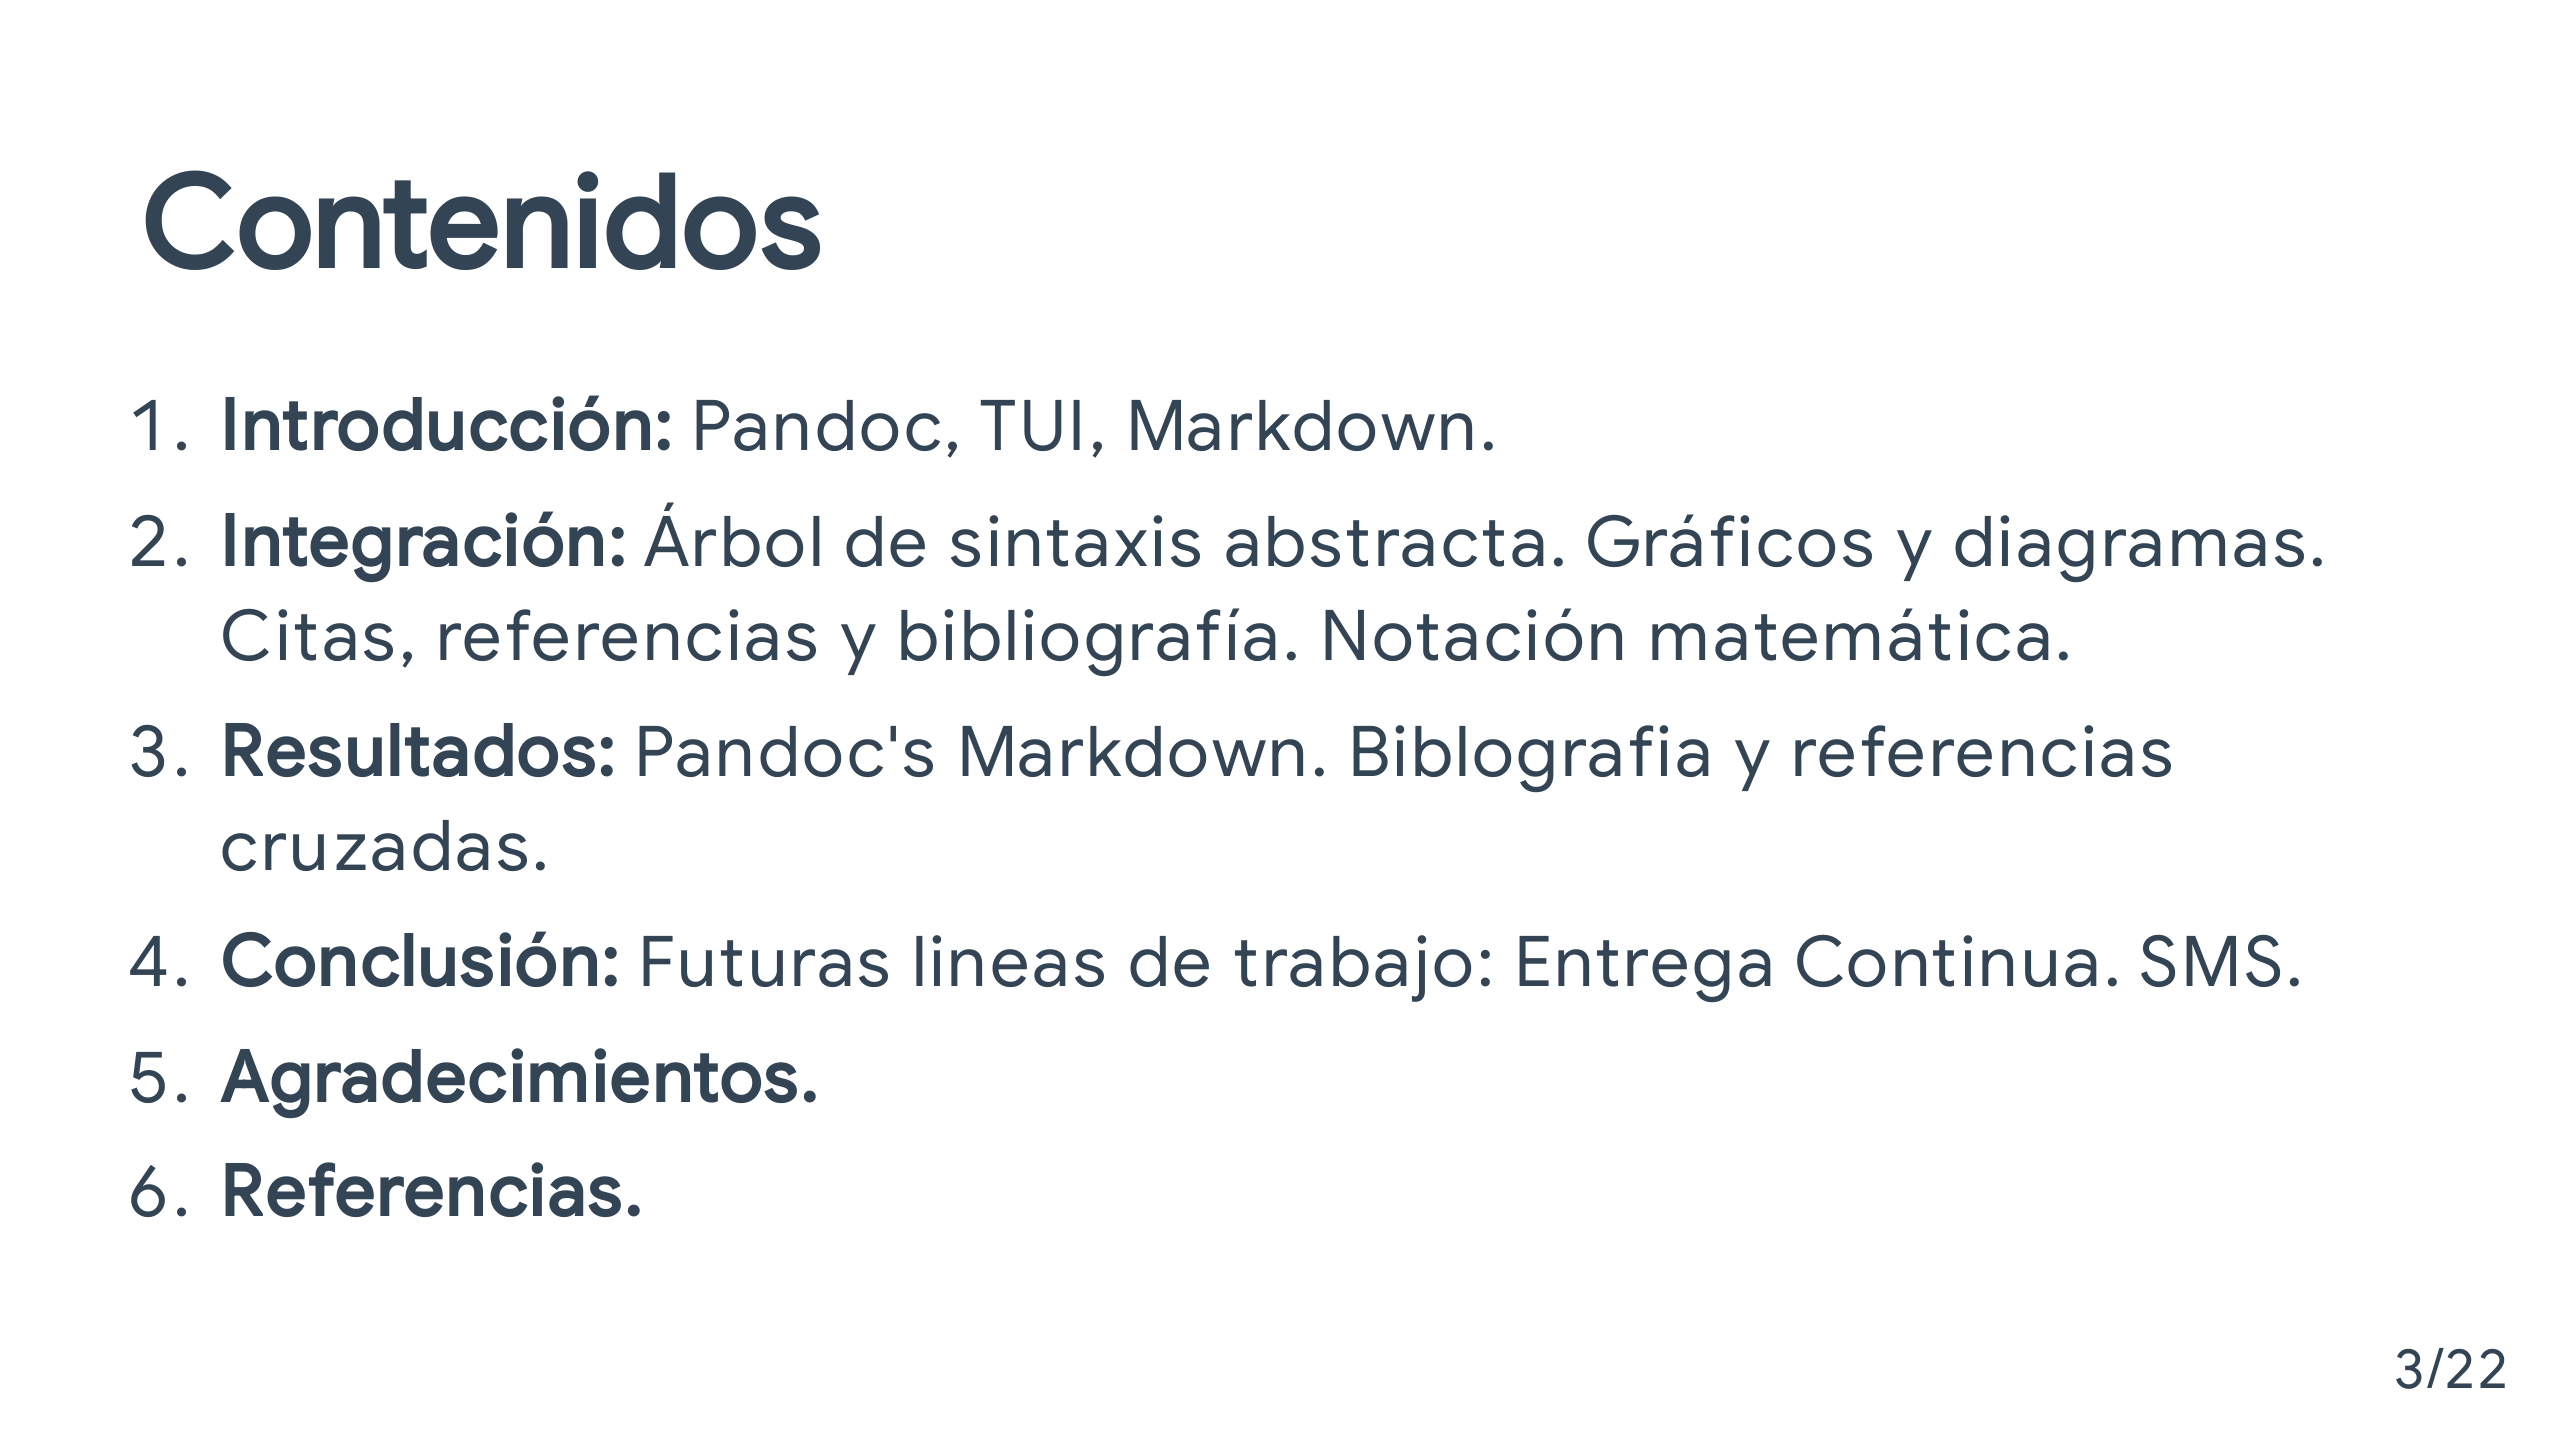 Contenidos
1. Introducción: Pandoc, TUI, Markdown.
2. Integración: Árbol de sintaxis abstracta. Gráficos y diagramas.
Citas, referencias y bibliografía. Notación matemática.
3. Resultados: Pandoc's Markdown. Biblografia y referencias
cruzadas.
4. Conclusión: Futuras lineas de trabajo: Entrega Continua. SMS.
5. Agradecimientos.
6. Referencias.
3/22